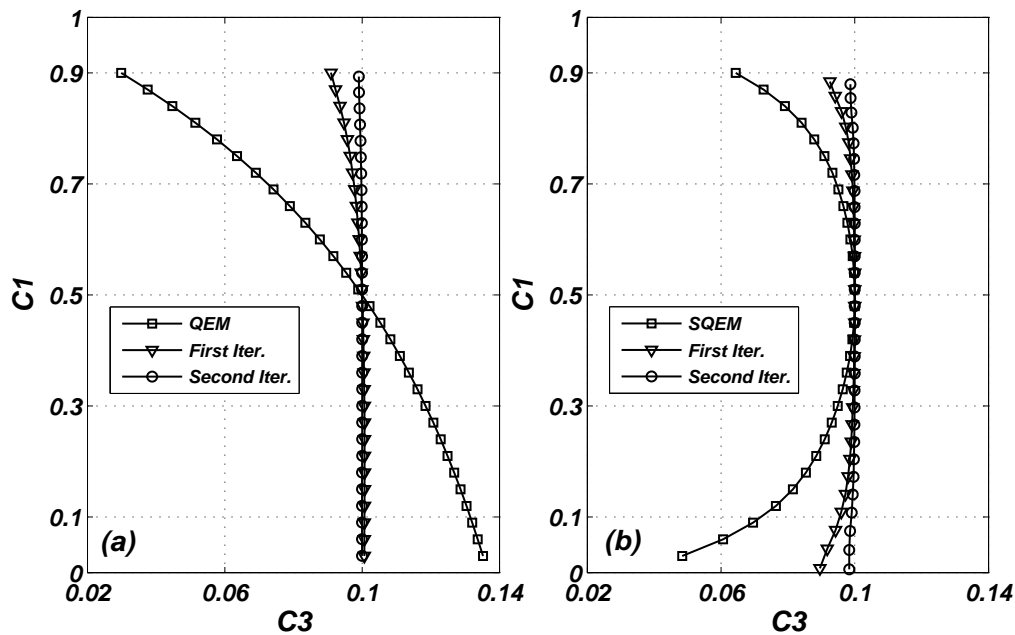 1
0.9
0.7
0.5
0.3
0.1
0
C1
QEM
First Iter.
Second Iter.
(a)
0.02
0.06
0.1
0.14
C3
1
0.9
0.7
0.5
0.3
0.1
0
C1
SQEM
First Iter.
Second Iter.
(b)
0.02
0.06
0.1
0.14
C3